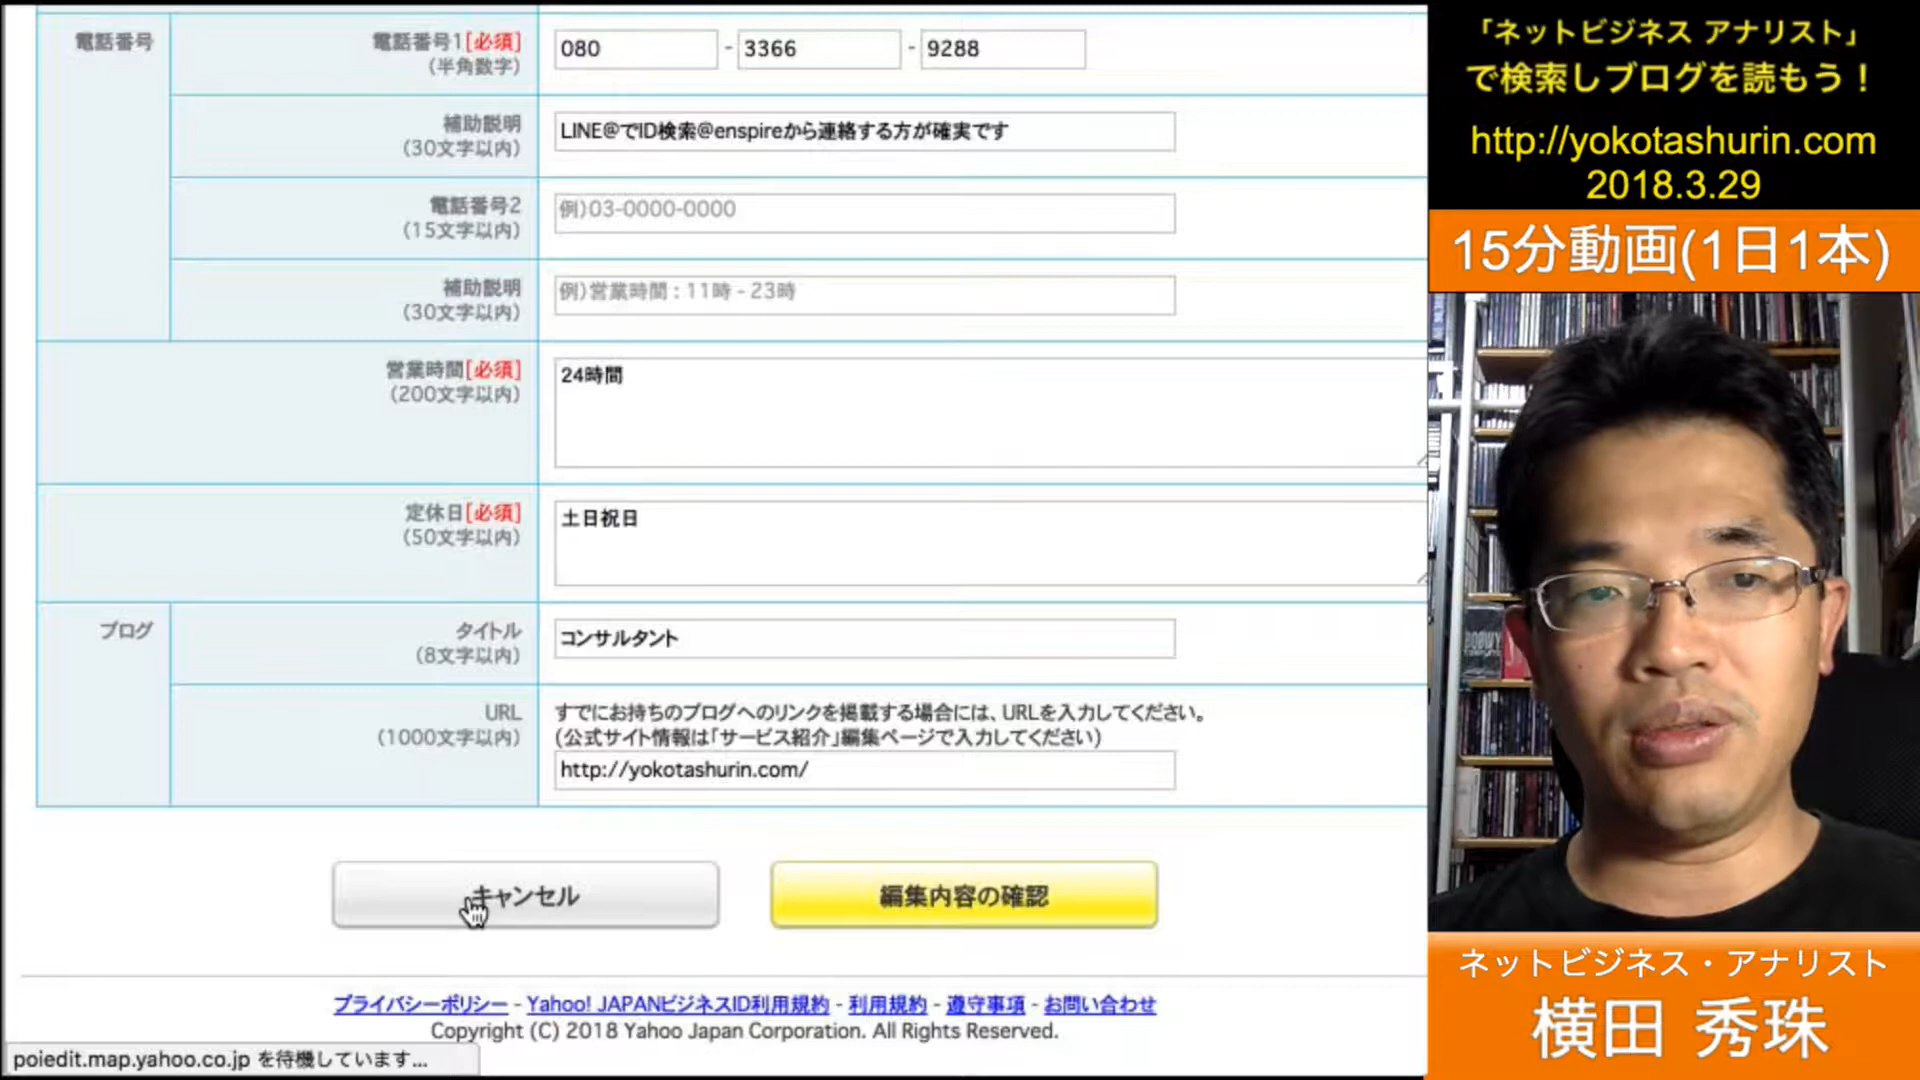 電話番号
電話番号1[必須]
(半角数字)
080 - 3366 - 9288
補助説明
(30文字以内)
LINE@でID検索@enspireから連絡する方が確実です
電話番号2
(15文字以内)
例)03-0000-0000
補助説明
(30文字以内)
例)営業時間：11時 - 23時
営業時間[必須]
(200文字以内)
24時間
定休日[必須]
(50文字以内)
土日祝日
ブログ
タイトル
(8文字以内)
コンサルタント
URL
(1000文字以内)
すでにお持ちのブログへのリンクを掲載する場合には、URLを入力してください。
(公式サイト情報は「サービス紹介」編集ページで入力してください)
http://yokotashurin.com/
キャンセル
編集内容の確認
プライバシーポリシー - Yahoo! JAPANビジネスID利用規約 - 利用規約 - 遵守事項 - お問い合わせ
Copyright (C) 2018 Yahoo Japan Corporation. All Rights Reserved.
poiedit.map.yahoo.co.jp を待機しています...
「ネットビジネス アナリスト」
で検索しブログを読もう！
http://yokotashurin.com
2018.3.29
15分動画(1日1本)
ネットビジネス・アナリスト
横田 秀珠